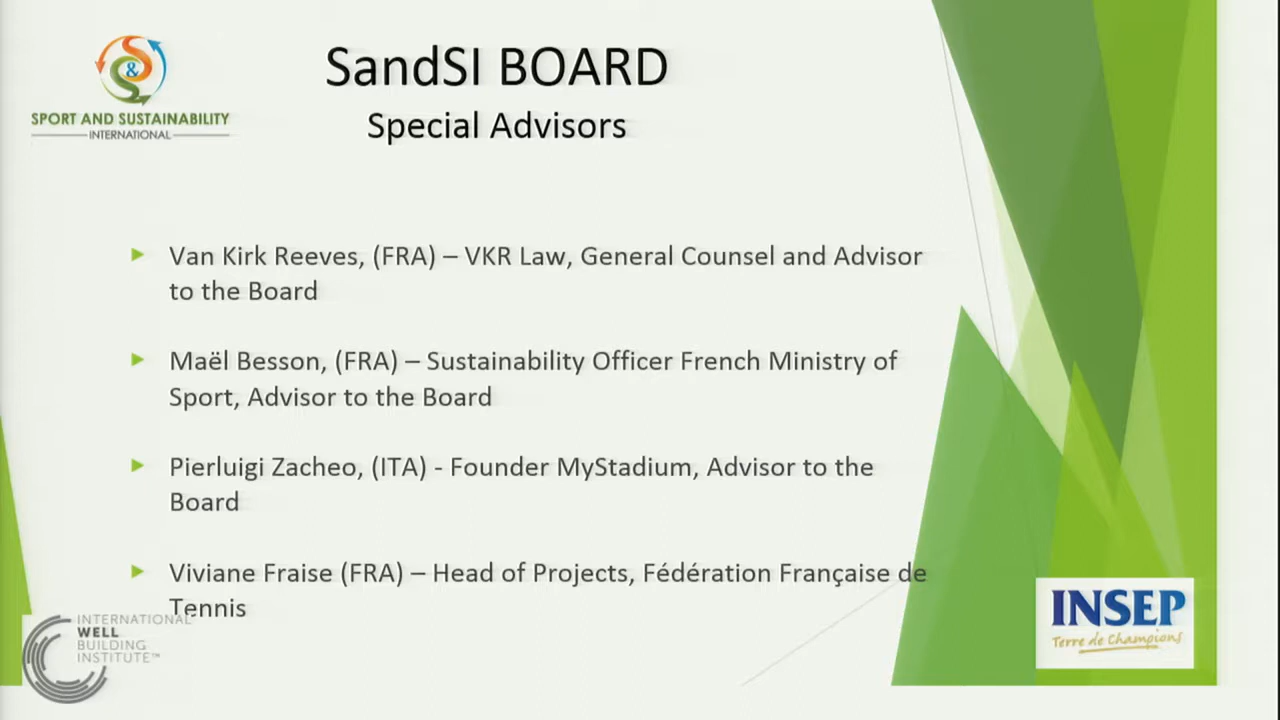 SandSI BOARD
Special Advisors
S&S
SPORT AND SUSTAINABILITY
INTERNATIONAL
Van Kirk Reeves, (FRA) – VKR Law, General Counsel and Advisor
to the Board
Maël Besson, (FRA) – Sustainability Officer French Ministry of
Sport, Advisor to the Board
Pierluigi Zacheo, (ITA) - Founder MyStadium, Advisor to the
Board
Viviane Fraise (FRA) – Head of Projects, Fédération Française de
Tennis
INTERNATIONAL
WELL
BUILDING
INSTITUTE™
INSEP
Terre de Champions